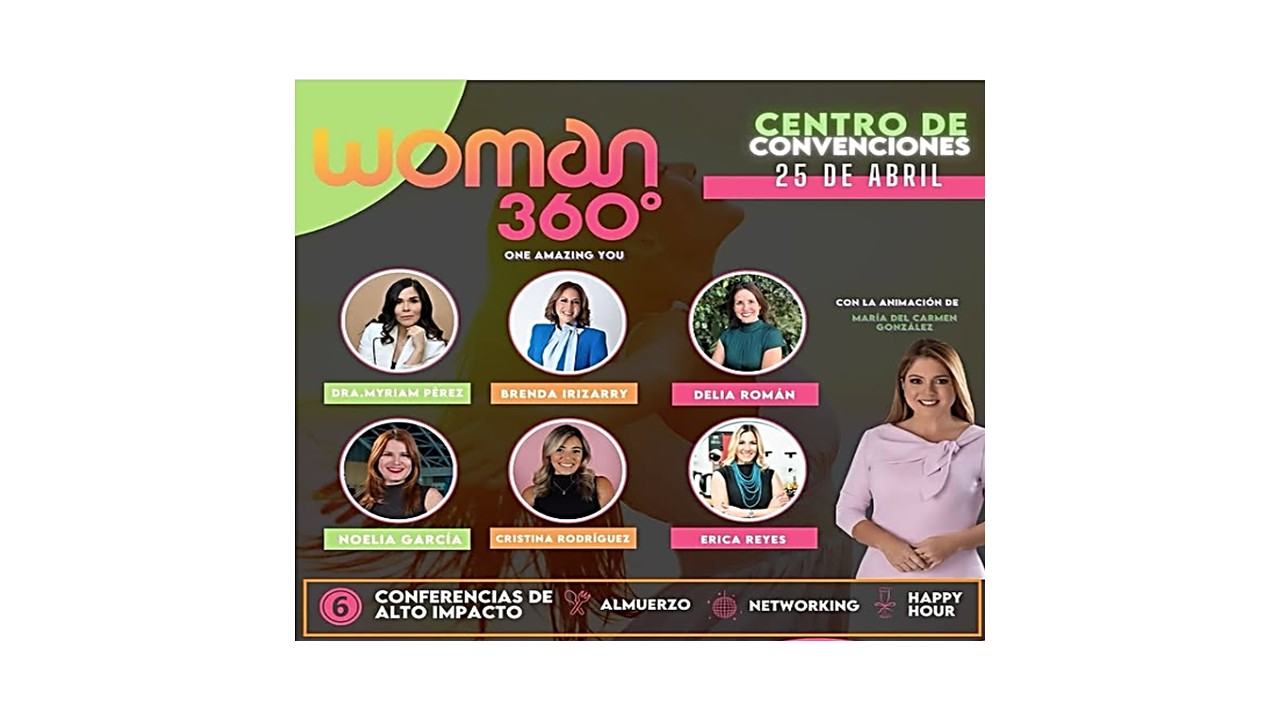 woman
360°
ONE AMAZING YOU
CENTRO DE
CONVENCIONES
25 DE ABRIL
CON LA ANIMACIÓN DE
MARÍA DEL CARMEN
GONZÁLEZ
DRA.MYRIAM PÉREZ
BRENDA IRIZARRY
DELIA ROMÁN
NOELIA GARCÍA
CRISTINA RODRÍGUEZ
ERICA REYES
6
CONFERENCIAS DE
ALTO IMPACTO
ALMUERZO
NETWORKING
HAPPY
HOUR